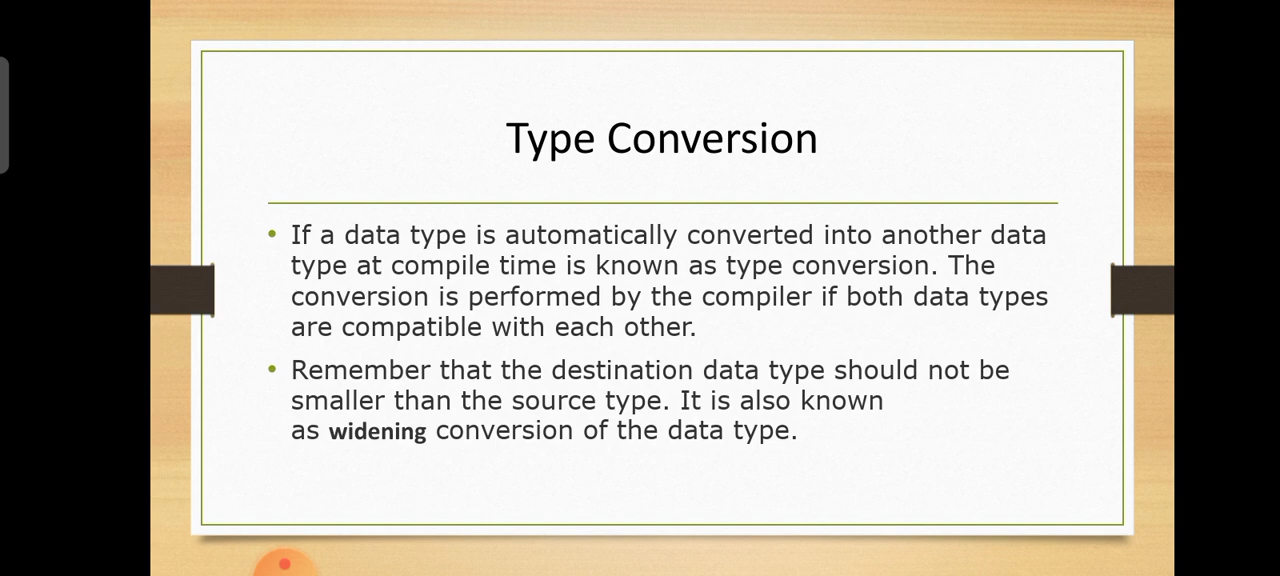 Type Conversion
• If a data type is automatically converted into another data
type at compile time is known as type conversion. The
conversion is performed by the compiler if both data types
are compatible with each other.
• Remember that the destination data type should not be
smaller than the source type. It is also known
as widening conversion of the data type.